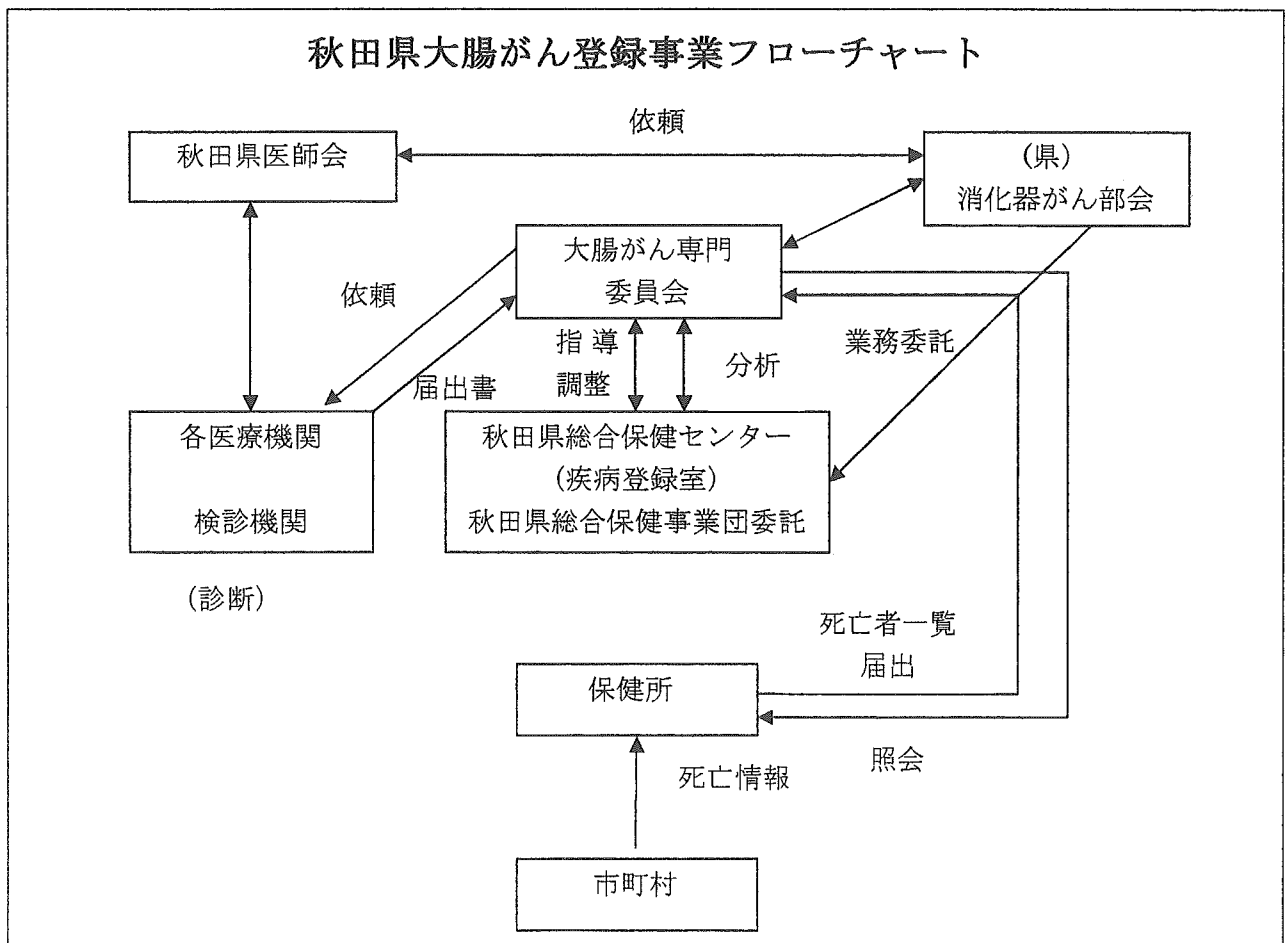 秋田県大腸がん登録事業フローチャート
依頼
秋田県医師会
(県)
消化器がん部会
大腸がん専門
委員会
依頼
届出書
指 導
調整
分析
業務委託
各医療機関
検診機関
秋田県総合保健センター
(疾病登録室)
秋田県総合保健事業団委託
(診断)
死亡者一覧
届出
保健所
照会
死亡情報
市町村